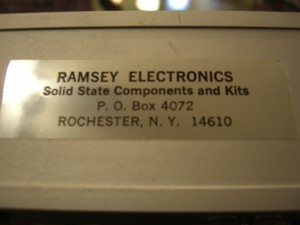 RAMSEY ELECTRONICS
Solid State Components and Kits
P. O. Box 4072
ROCHESTER, N. Y. 14610